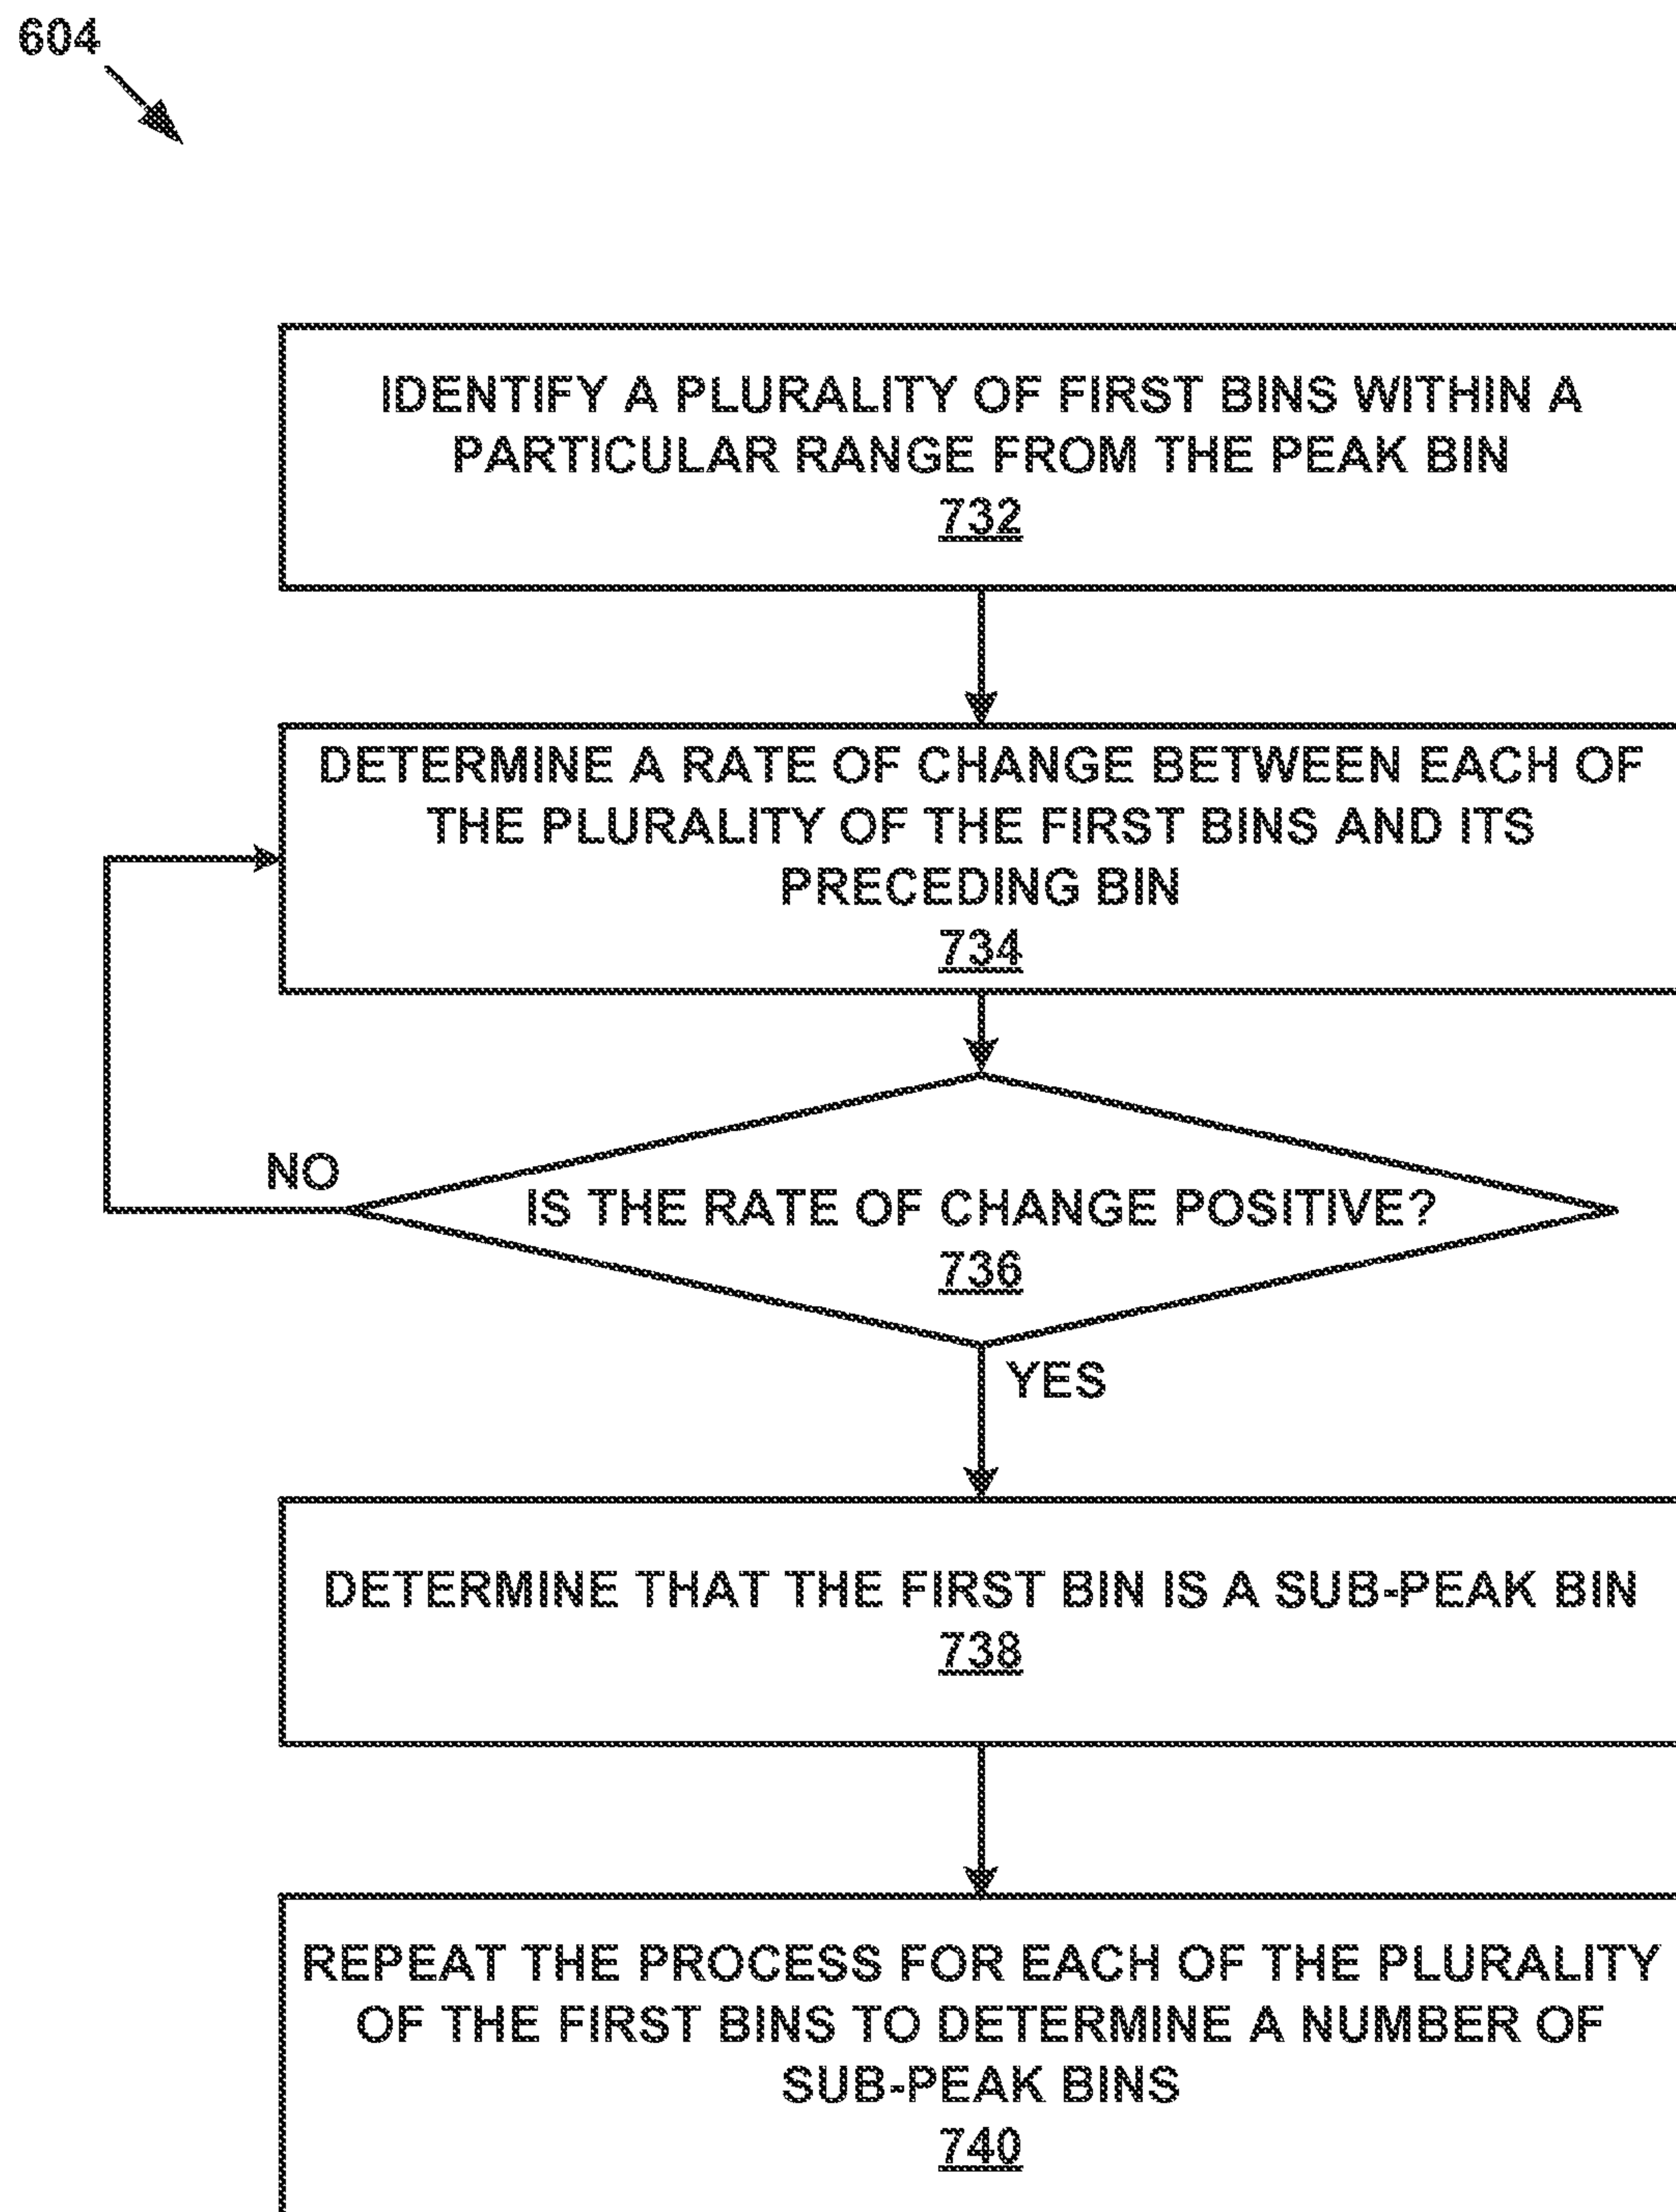 604
IDENTIFY A PLURALITY OF FIRST BINS WITHIN A
PARTICULAR RANGE FROM THE PEAK BIN
732
DETERMINE A RATE OF CHANGE BETWEEN EACH OF
THE PLURALITY OF THE FIRST BINS AND ITS
PRECEDING BIN
734
NO
IS THE RATE OF CHANGE POSITIVE?
736
YES
DETERMINE THAT THE FIRST BIN IS A SUB-PEAK BIN
738
REPEAT THE PROCESS FOR EACH OF THE PLURALITY
OF THE FIRST BINS TO DETERMINE A NUMBER OF
SUB-PEAK BINS
740